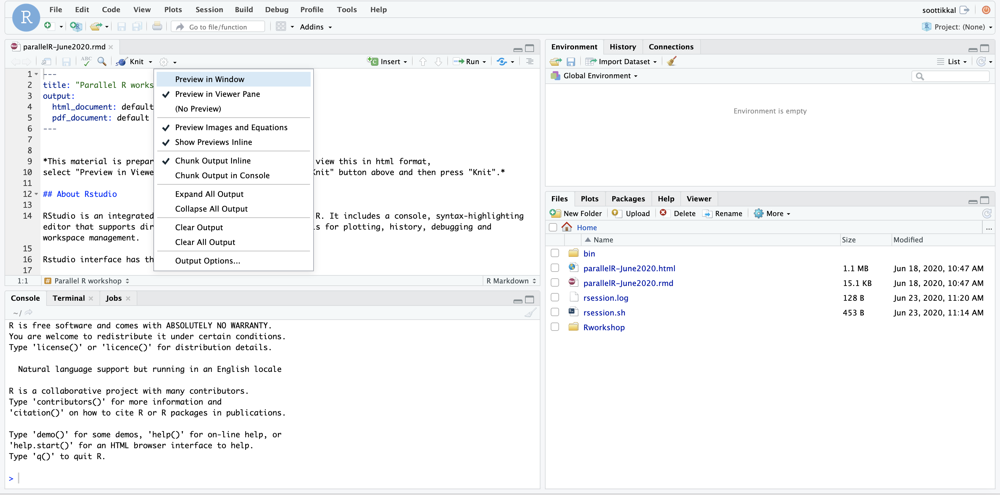 R
File Edit Code View Plots Session Build Debug Profile Tools Help
soottikkal
Go to file/function
Addins
Project: (None)
parallelR-June2020.rmd
ABC
Knit
Insert
Run
1 ---
2 title: "Parallel R works
3 output:
4 html_document: default
5 pdf_document: default
6 ---
7
8
9 *This material is prepar view this in html format,
10 select "Preview in Viewe Knit" button above and then press "Knit".*
11
12 ## About Rstudio
13
14 RStudio is an integrated R. It includes a console, syntax-highlighting
editor that supports dir s for plotting, history, debugging and
workspace management.
15
16 Rstudio interface has th
17
Preview in Window
Preview in Viewer Pane
(No Preview)
Preview Images and Equations
Show Previews Inline
Chunk Output Inline
Chunk Output in Console
Expand All Output
Collapse All Output
Clear Output
Clear All Output
Output Options...
1:1 # Parallel R workshop R Markdown
Console Terminal Jobs
~/
R is free software and comes with ABSOLUTELY NO WARRANTY.
You are welcome to redistribute it under certain conditions.
Type 'license()' or 'licence()' for distribution details.
Natural language support but running in an English locale
R is a collaborative project with many contributors.
Type 'contributors()' for more information and
'citation()' on how to cite R or R packages in publications.
Type 'demo()' for some demos, 'help()' for on-line help, or
'help.start()' for an HTML browser interface to help.
Type 'q()' to quit R.
>
Environment History Connections
Import Dataset
List
Global Environment
Environment is empty
Files Plots Packages Help Viewer
New Folder Upload Delete Rename More
Home ...
Name Size Modified
bin
parallelR-June2020.html 1.1 MB Jun 18, 2020, 10:47 AM
parallelR-June2020.rmd 15.1 KB Jun 18, 2020, 10:47 AM
rsession.log 128 B Jun 23, 2020, 11:20 AM
rsession.sh 453 B Jun 23, 2020, 11:14 AM
Rworkshop